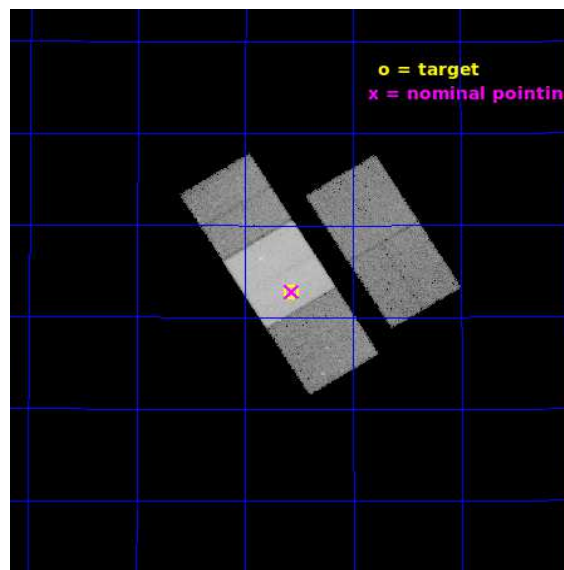 o = target
x = nominal pointin